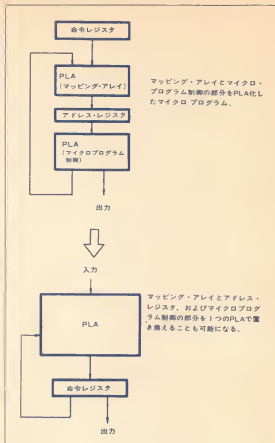 命令レジスタ
PLA
(マッピング・アレイ)
アドレス・レジスタ
PLA
(マイクロプログラム
制御)
出力
マッピング・アレイとマイクロ・
プログラム制御の部分をPLA化し
たマイクロ プログラム.
入力
PLA
命令レジスタ
出力
マッピング・アレイとアドレス・
レジスタ、およびマイクロプログ
ラム制御の部分を1つのPLAで置
き換えることも可能になる.